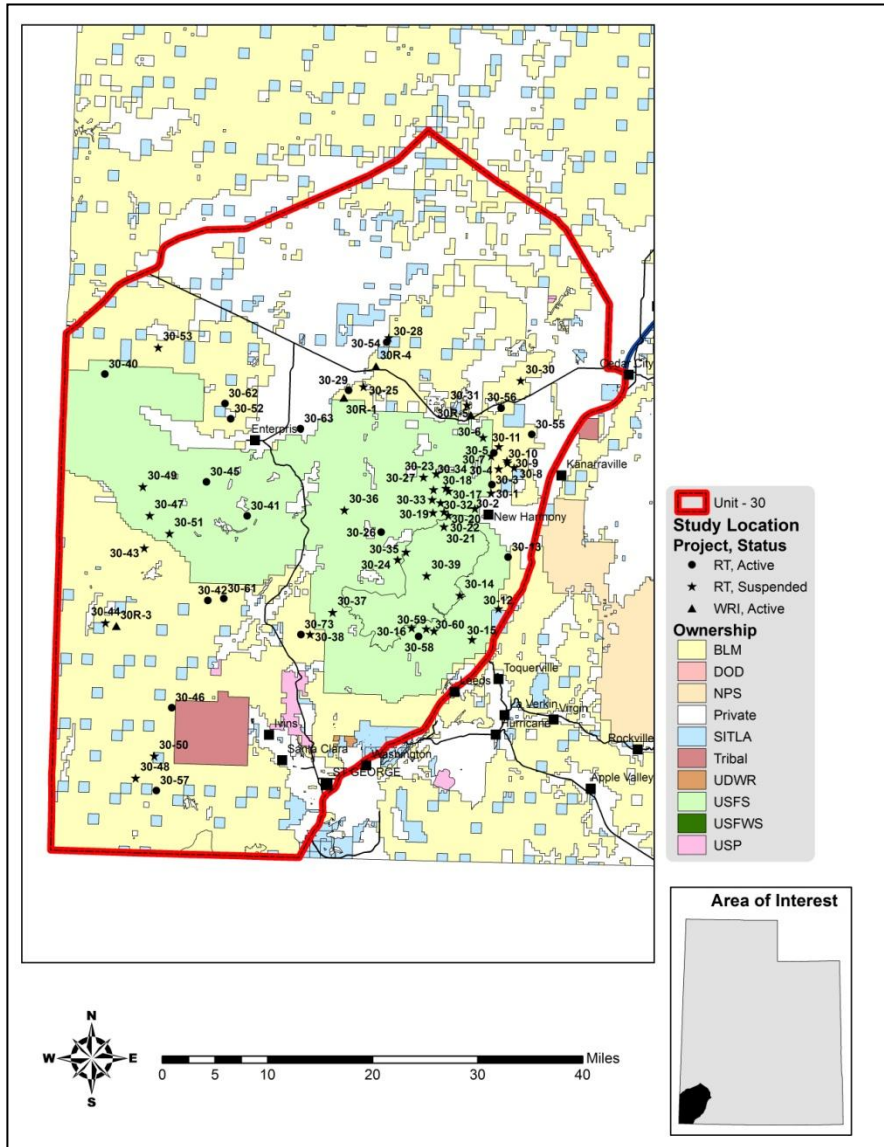 30-28
30-54
30-53
30R-4
30-40
30-30
Cedar City
30-29
30-25
30-31
30-62
30R-1
30-56
30-52
30R-5
30-63
30-6
30-55
Enterpris
30-11
30-5
30-10
30-7
30-23
30-34
30-4
30-9
Kanarraville
30-49
30-45
30-27
30-18
30-8
30-3
30-17
30-1
30-47
30-41
30-36
30-33
30-32
30-2
30-51
30-19
30-20
New Harmony
30-26
30-22
30-21
30-43
30-35
30-13
30-24
30-39
30-42
30-61
30-14
30-44
30R-3
30-37
30-12
30-73
30-59
30-60
30-38
30-16
30-15
30-58
Toquerville
Leeds
30-46
La Verkin
Virgin
Ivins
Hurricane
Rockville
30-50
Santa Clara
Washington
30-48
30-57
ST GEORGE
Apple Valley
Unit - 30
Study Location
Project, Status
RT, Active
RT, Suspended
WRI, Active
Ownership
BLM
DOD
NPS
Private
SITLA
Tribal
UDWR
USFS
USFWS
USP
Area of Interest
N
W E
S
Miles
0 5 10 20 30 40